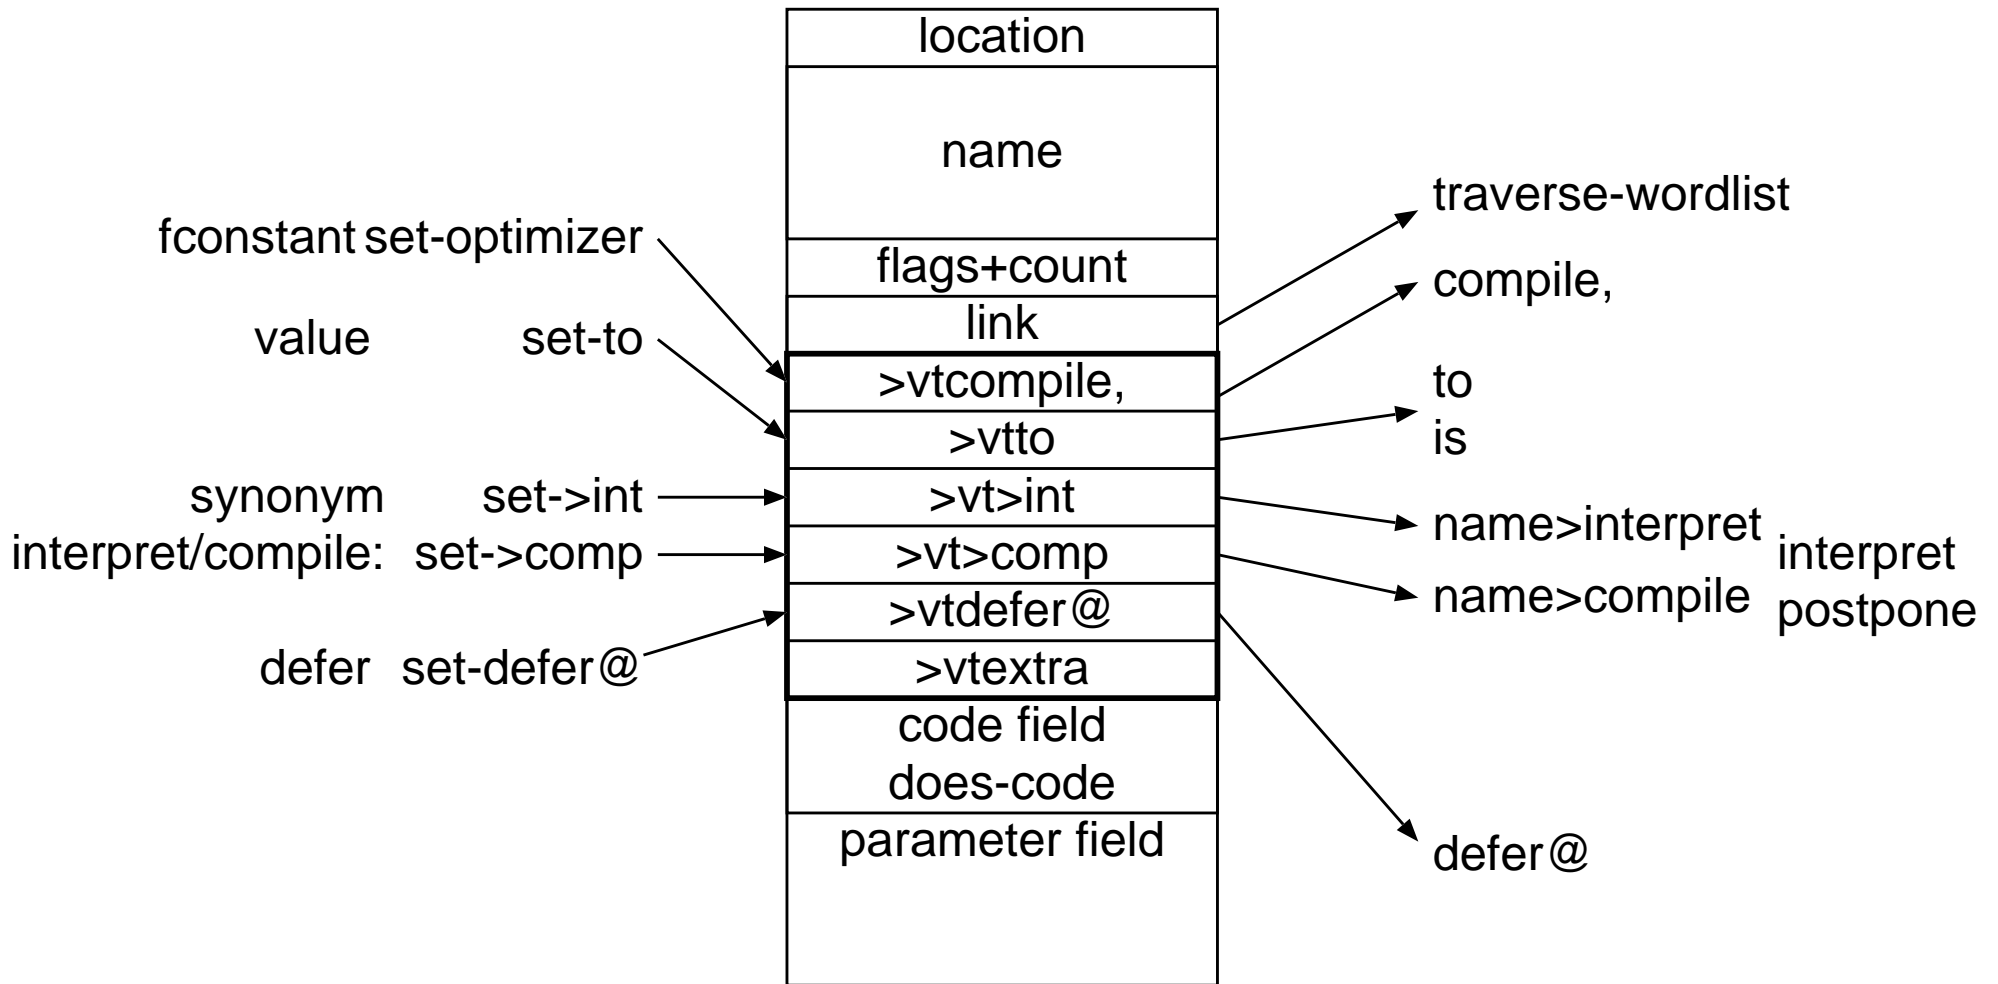 location
name
traverse-wordlist
fconstant set-optimizer
flags+count
compile,
link
value set-to
>vtcompile,
to
>vtto
is
synonym set->int
>vt>int
name>interpret
interpret/compile: set->comp
>vt>comp
interpret
name>compile
postpone
>vtdefer@
defer set-defer@
>vtextra
code field
does-code
parameter field
defer@